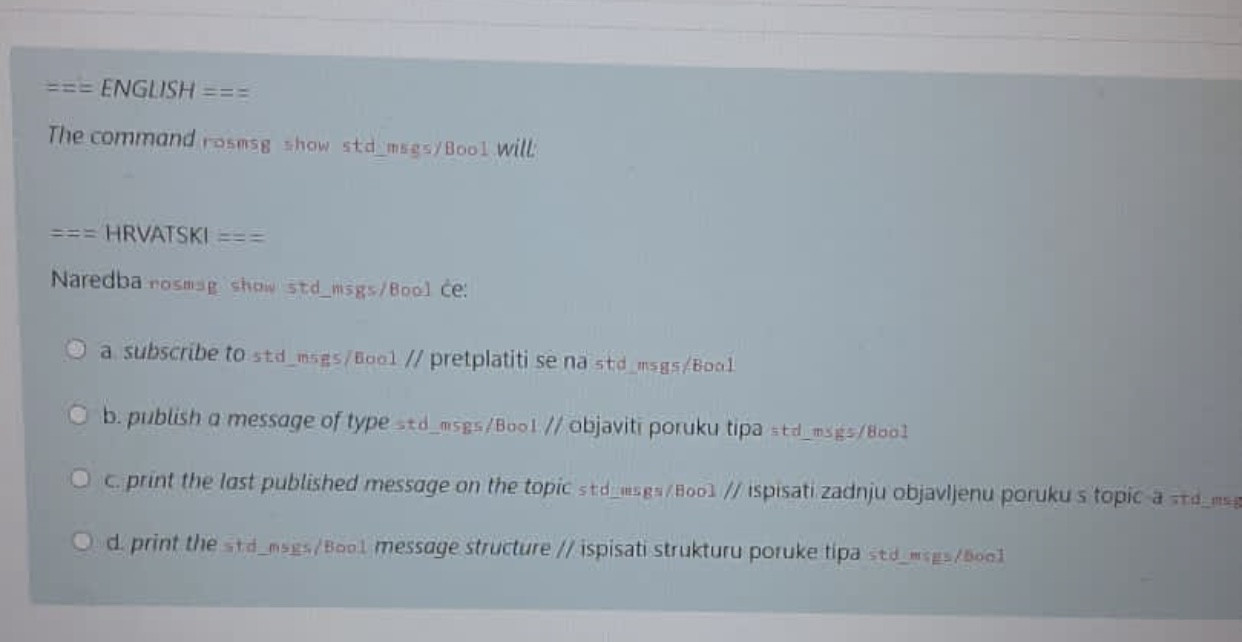 === ENGLISH ===
The command rosmsg show std_msgs/Bool will:
=== HRVATSKI ===
Naredba rosmsg show std_msgs/Bool će:
a. subscribe to std_msgs/Bool // pretplatiti se na std_msgs/Bool
b. publish a message of type std_msgs/Bool // objaviti poruku tipa std_msgs/Bool
c. print the last published message on the topic std_msgs/Bool // ispisati zadnju objavljenu poruku s topic-a std_msg
d. print the std_msgs/Bool message structure // ispisati strukturu poruke tipa std_msgs/Bool